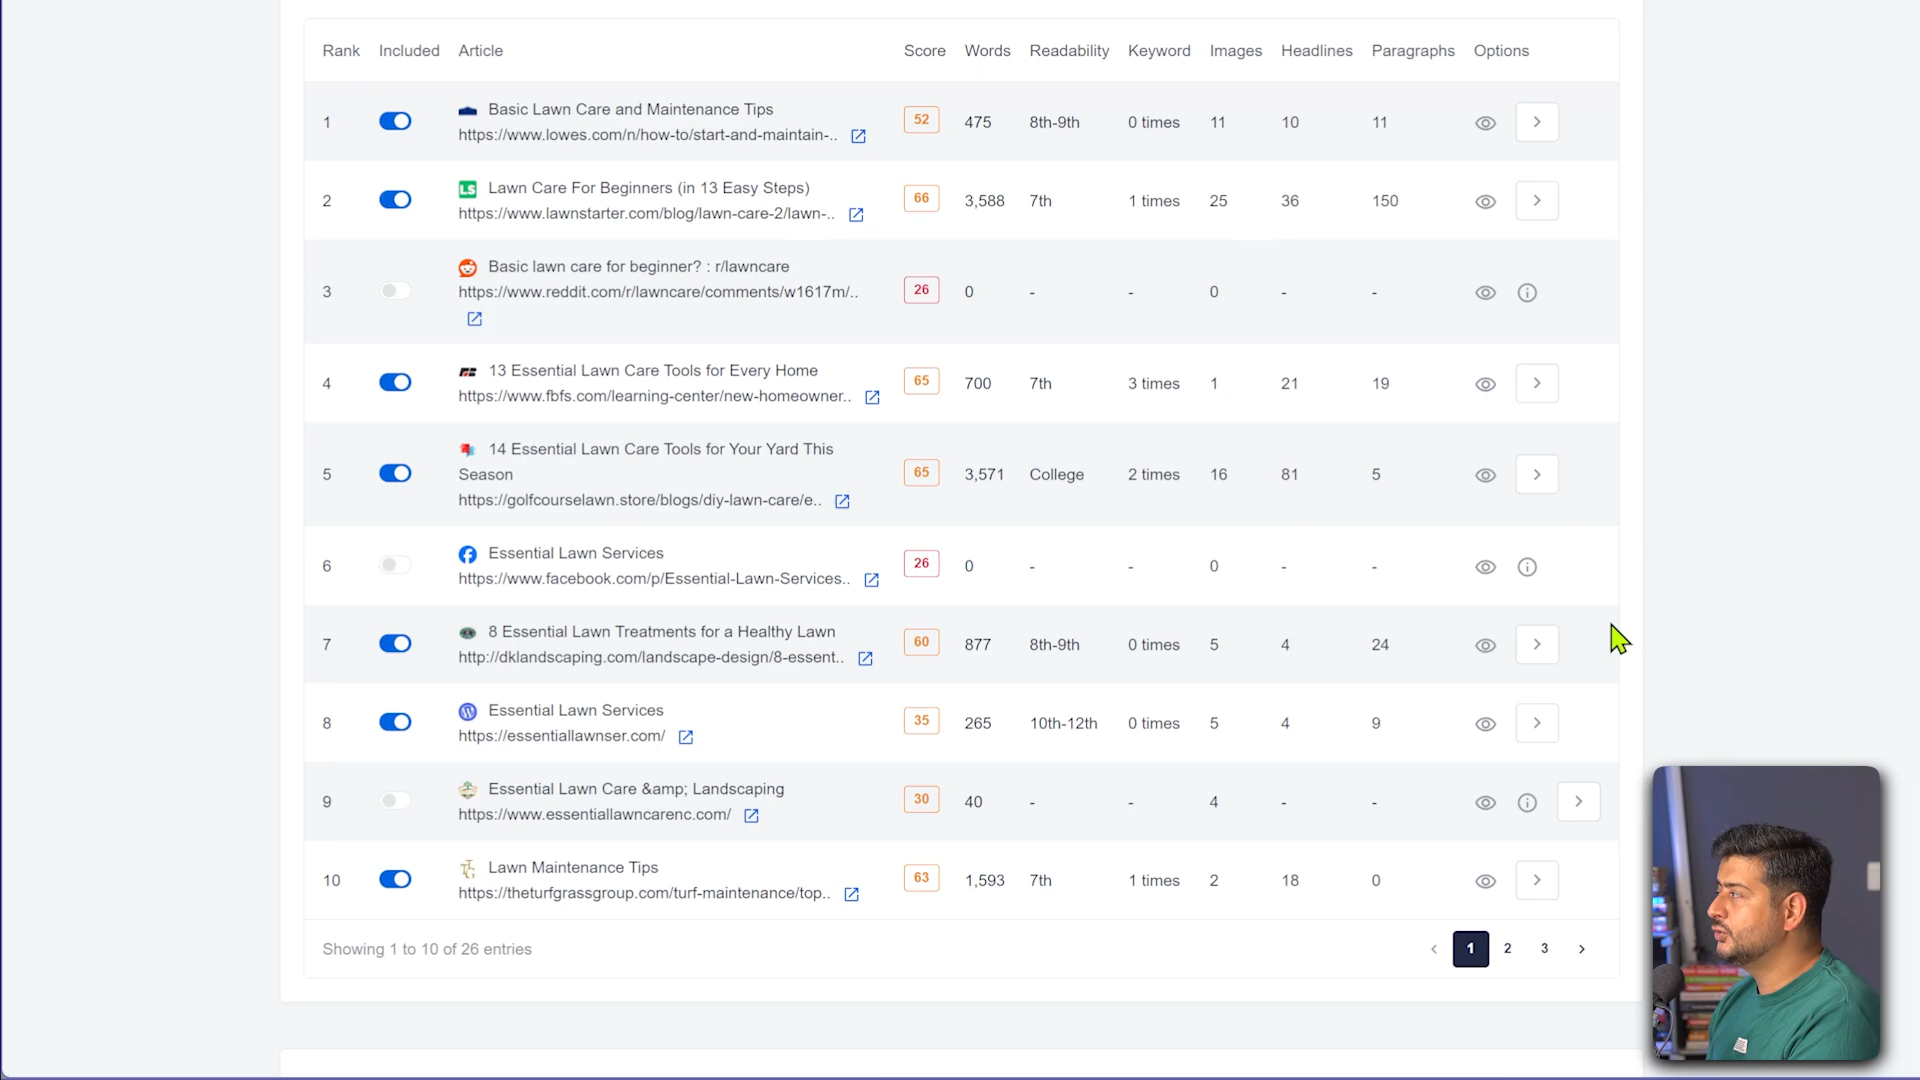 Rank Included Article Score Words Readability Keyword Images Headlines Paragraphs Options
1 Basic Lawn Care and Maintenance Tips 52 475 8th-9th 0 times 11 10 11
https://www.lowes.com/n/how-to/start-and-maintain-..
2 LS Lawn Care For Beginners (in 13 Easy Steps) 66 3,588 7th 1 times 25 36 150
https://www.lawnstarter.com/blog/lawn-care-2/lawn-..
3 Basic lawn care for beginner? : r/lawncare 26 0 - - 0 - -
https://www.reddit.com/r/lawncare/comments/w1617m/..
4 13 Essential Lawn Care Tools for Every Home 65 700 7th 3 times 1 21 19
https://www.fbfs.com/learning-center/new-homeowner..
5 14 Essential Lawn Care Tools for Your Yard This 65 3,571 College 2 times 16 81 5
Season
https://golfcourselawn.store/blogs/diy-lawn-care/e..
6 Essential Lawn Services 26 0 - - 0 - -
https://www.facebook.com/p/Essential-Lawn-Services..
7 8 Essential Lawn Treatments for a Healthy Lawn 60 877 8th-9th 0 times 5 4 24
http://dklandscaping.com/landscape-design/8-essent..
8 Essential Lawn Services 35 265 10th-12th 0 times 5 4 9
https://essentiallawnser.com/
9 Essential Lawn Care &amp; Landscaping 30 40 - - 4 - -
https://www.essentiallawncarenc.com/
10 Lawn Maintenance Tips 63 1,593 7th 1 times 2 18 0
https://theturfgrassgroup.com/turf-maintenance/top..
Showing 1 to 10 of 26 entries ‹ 1 2 3 ›